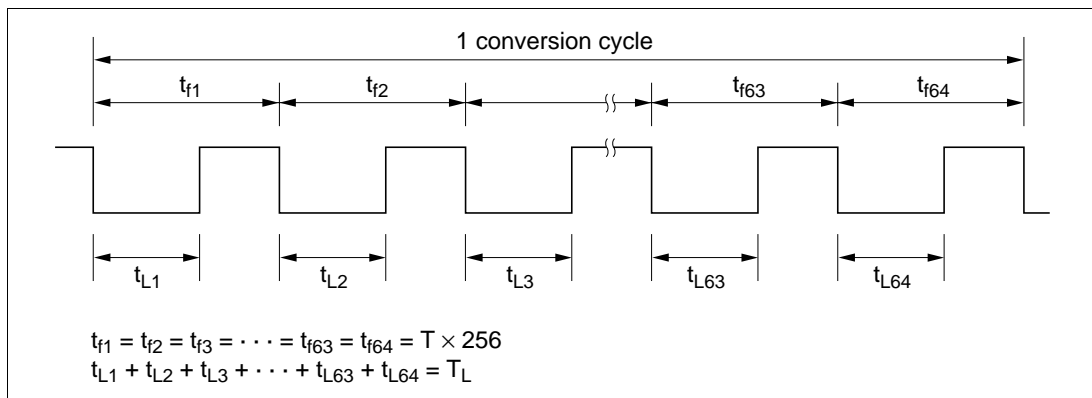 1 conversion cycle
tf1 tf2 tf63 tf64
tL1 tL2 tL3 tL63 tL64
tf1 = tf2 = tf3 = · · · = tf63 = tf64 = T × 256
tL1 + tL2 + tL3 + · · · + tL63 + tL64 = TL